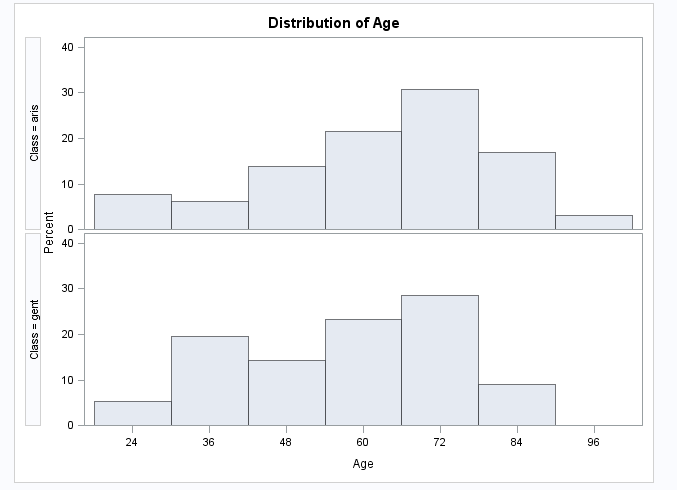 Distribution of Age
Class = aris
40
30
20
10
0
Percent
Class = gent
40
30
20
10
0
24 36 48 60 72 84 96
Age